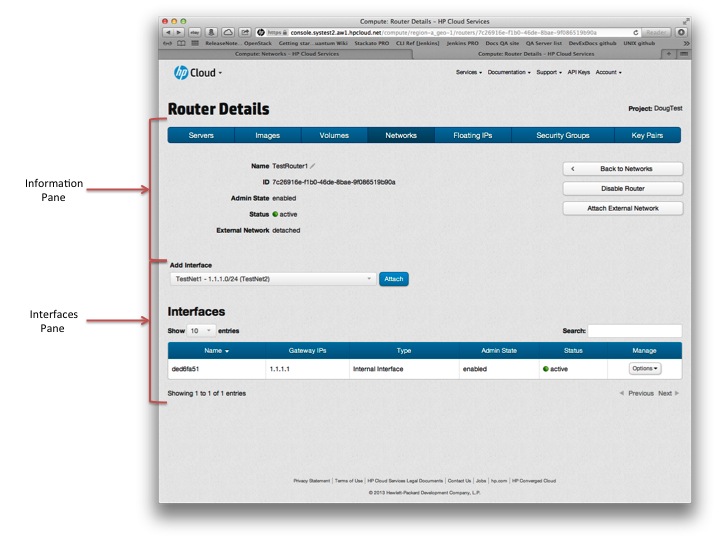 Compute: Router Details – HP Cloud Services
https console.systest2.aw1.hpcloud.net/compute/region-a_geo-1/routers/7c26916e-f1b0-46de-8bae-9f086519b90a Reader
ReleaseNote... OpenStack Getting star...uantum Wiki Stackato PRO CLI Ref [Jenkins] Jenkins PRO Docs QA site QA Server list DevExDocs github UNIX github
Compute: Networks – HP Cloud Services Compute: Router Details – HP Cloud Services
hp Cloud
Services Documentation Support API Keys Account
Router Details
Project: DougTest
Servers Images Volumes Networks Floating IPs Security Groups Key Pairs
Name TestRouter1
ID 7c26916e-f1b0-46de-8bae-9f086519b90a
Admin State enabled
Status active
External Network detached
< Back to Networks
Disable Router
Attach External Network
Information
Pane
Add Interface
TestNet1 - 1.1.1.0/24 (TestNet2) Attach
Interfaces
Pane
Interfaces
Show 10 entries Search:
Name Gateway IPs Type Admin State Status Manage
ded6fa51 1.1.1.1 Internal Interface enabled active Options
Showing 1 to 1 of 1 entries Previous Next
Privacy Statement | Terms of Use | HP Cloud Services Legal Documents | Contact Us | Jobs | hp.com | HP Converged Cloud
© 2013 Hewlett-Packard Development Company, L.P.